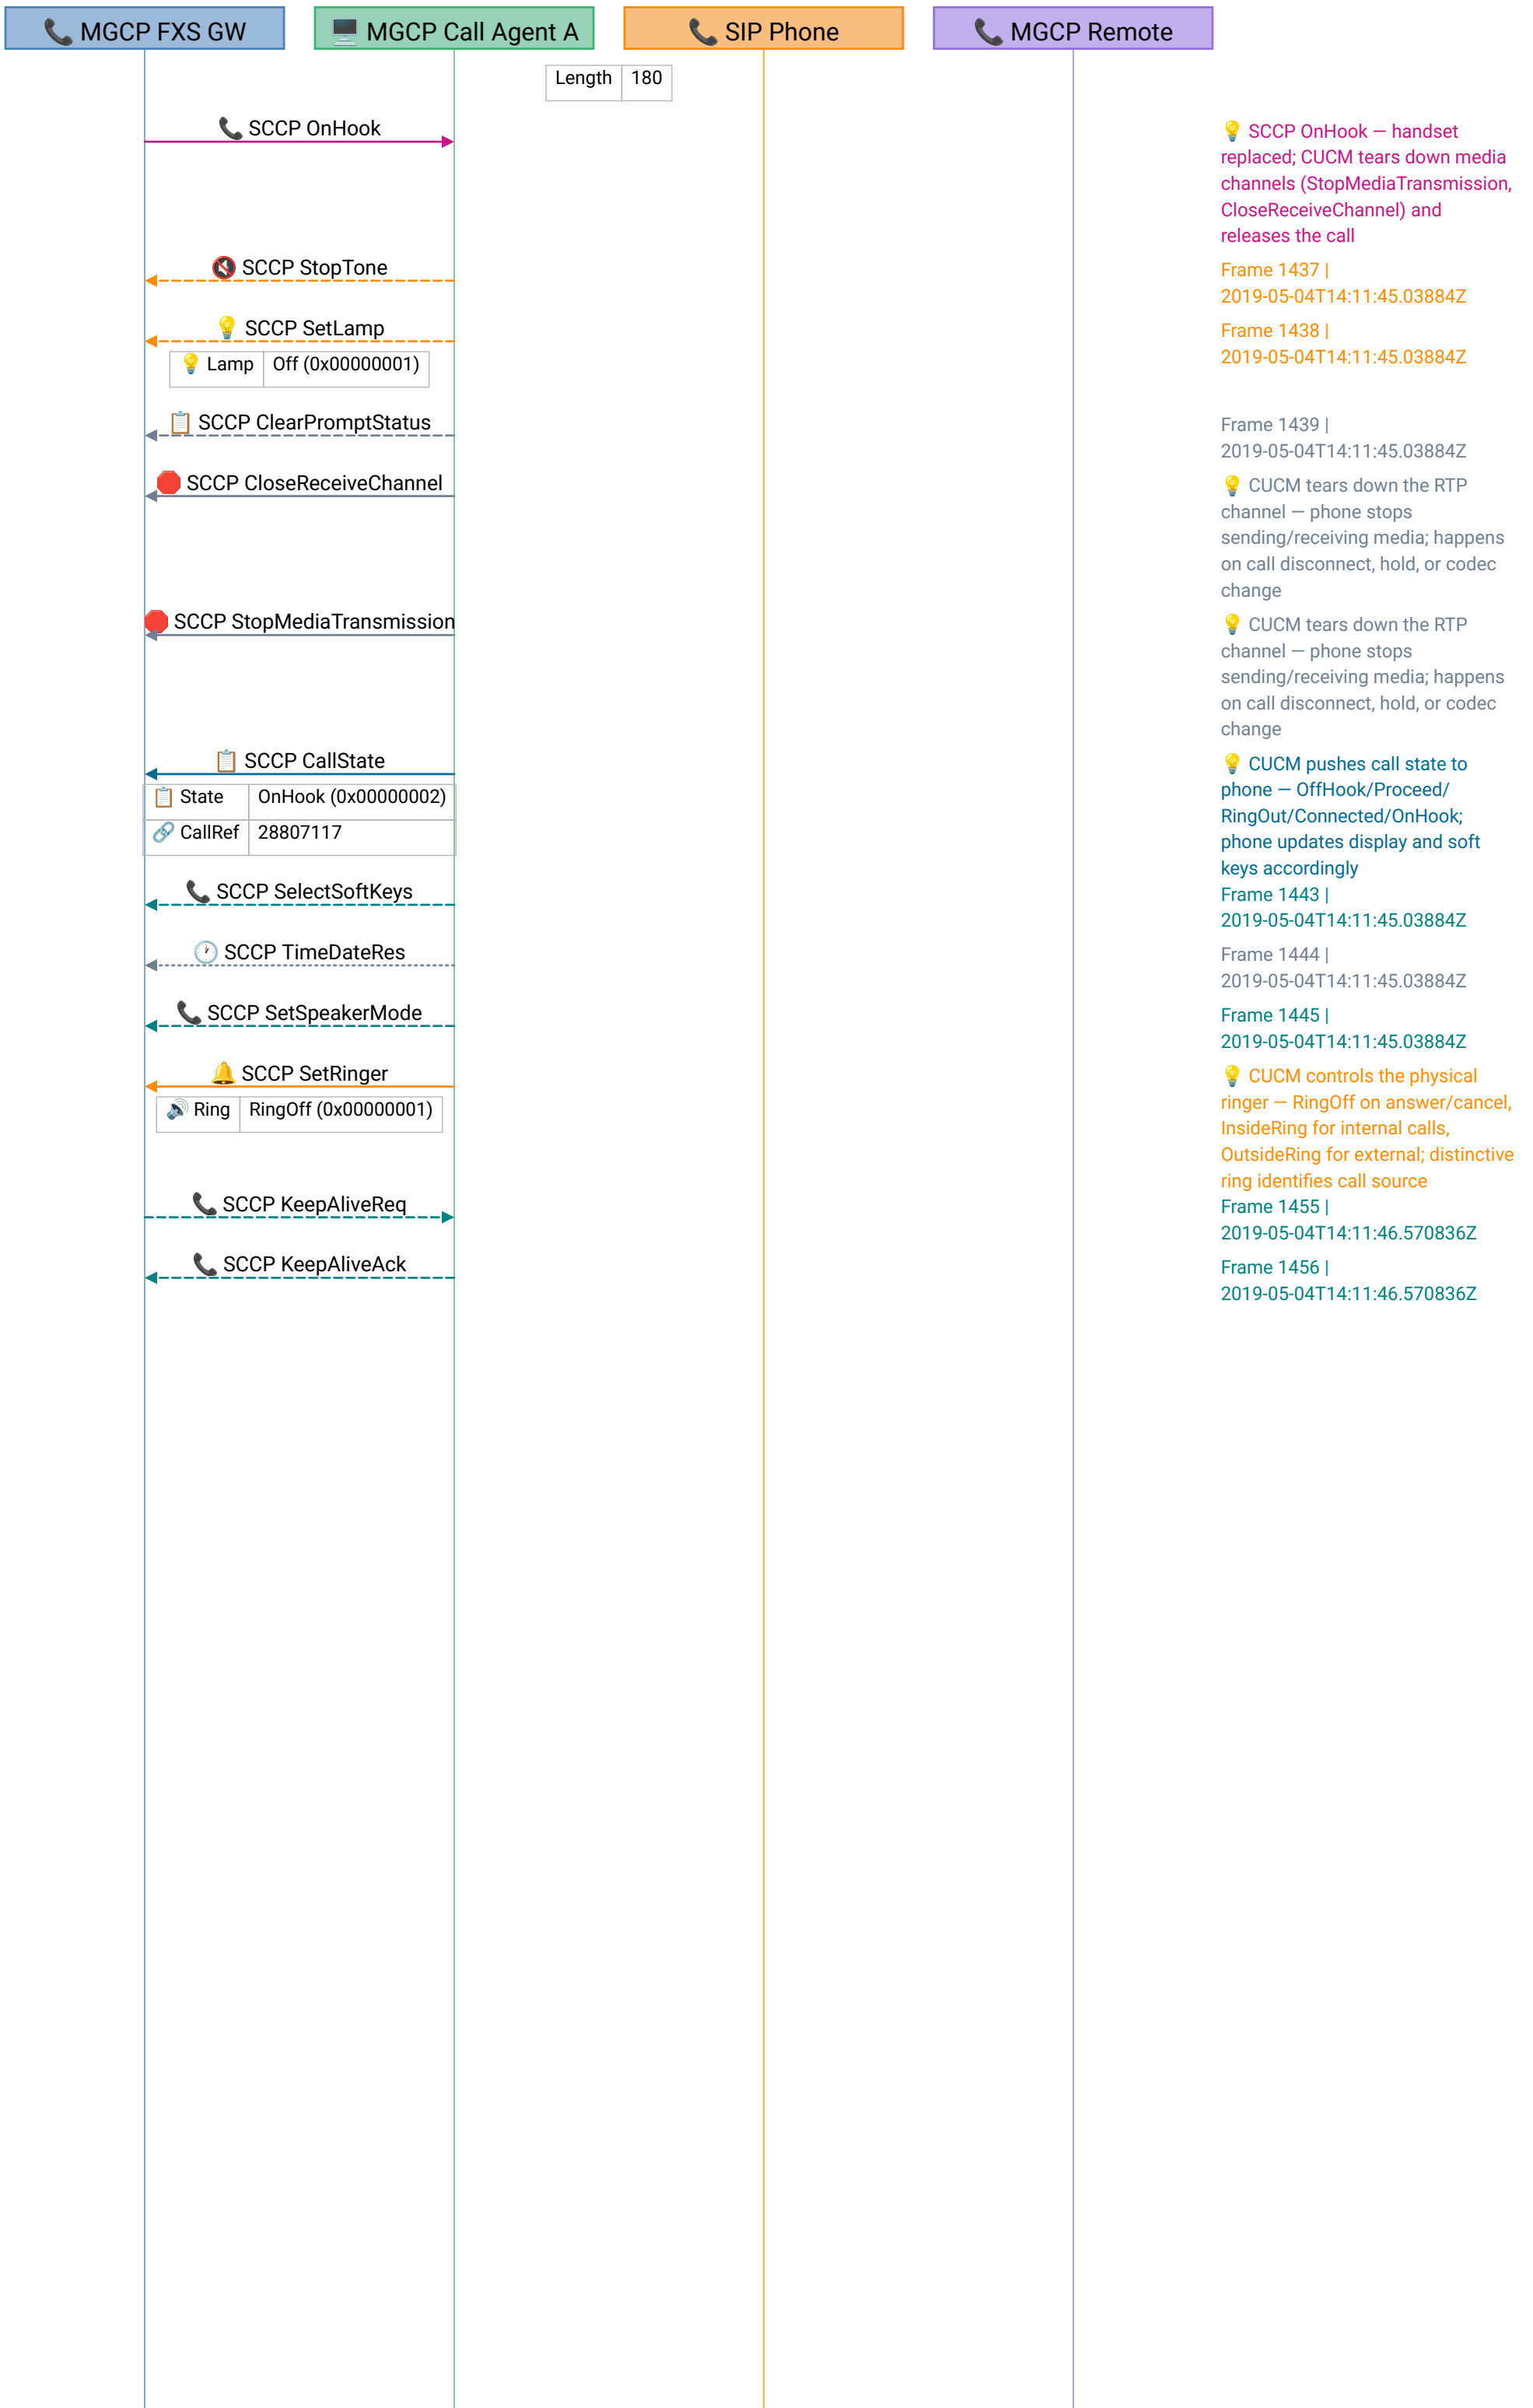 📞 MGCP FXS GW
🖥️ MGCP Call Agent A
📞 SIP Phone
📞 MGCP Remote
Length 180
📞 SCCP OnHook
💡 SCCP OnHook — handset
replaced; CUCM tears down media
channels (StopMediaTransmission,
CloseReceiveChannel) and
releases the call
🔇 SCCP StopTone
Frame 1437 |
2019-05-04T14:11:45.03884Z
💡 SCCP SetLamp
Frame 1438 |
2019-05-04T14:11:45.03884Z
💡 Lamp Off (0x00000001)
📋 SCCP ClearPromptStatus
Frame 1439 |
2019-05-04T14:11:45.03884Z
🛑 SCCP CloseReceiveChannel
💡 CUCM tears down the RTP
channel — phone stops
sending/receiving media; happens
on call disconnect, hold, or codec
change
🛑 SCCP StopMediaTransmission
💡 CUCM tears down the RTP
channel — phone stops
sending/receiving media; happens
on call disconnect, hold, or codec
change
📋 SCCP CallState
📋 State OnHook (0x00000002)
🔗 CallRef 28807117
💡 CUCM pushes call state to
phone — OffHook/Proceed/
RingOut/Connected/OnHook;
phone updates display and soft
keys accordingly
📞 SCCP SelectSoftKeys
Frame 1443 |
2019-05-04T14:11:45.03884Z
🕐 SCCP TimeDateRes
Frame 1444 |
2019-05-04T14:11:45.03884Z
📞 SCCP SetSpeakerMode
Frame 1445 |
2019-05-04T14:11:45.03884Z
🔔 SCCP SetRinger
🔊 Ring RingOff (0x00000001)
💡 CUCM controls the physical
ringer — RingOff on answer/cancel,
InsideRing for internal calls,
OutsideRing for external; distinctive
ring identifies call source
📞 SCCP KeepAliveReq
Frame 1455 |
2019-05-04T14:11:46.570836Z
📞 SCCP KeepAliveAck
Frame 1456 |
2019-05-04T14:11:46.570836Z